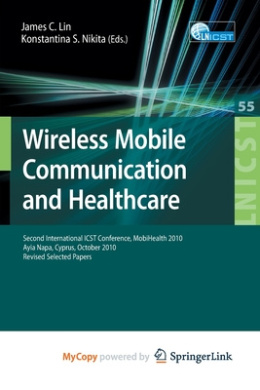 James C. Lin
Konstantina S. Nikita (Eds.)
ICST
55
LNICST
Wireless Mobile
Communication
and Healthcare
Second International ICST Conference, MobiHealth 2010
Ayia Napa, Cyprus, October 2010
Revised Selected Papers
MyCopy powered by SpringerLink